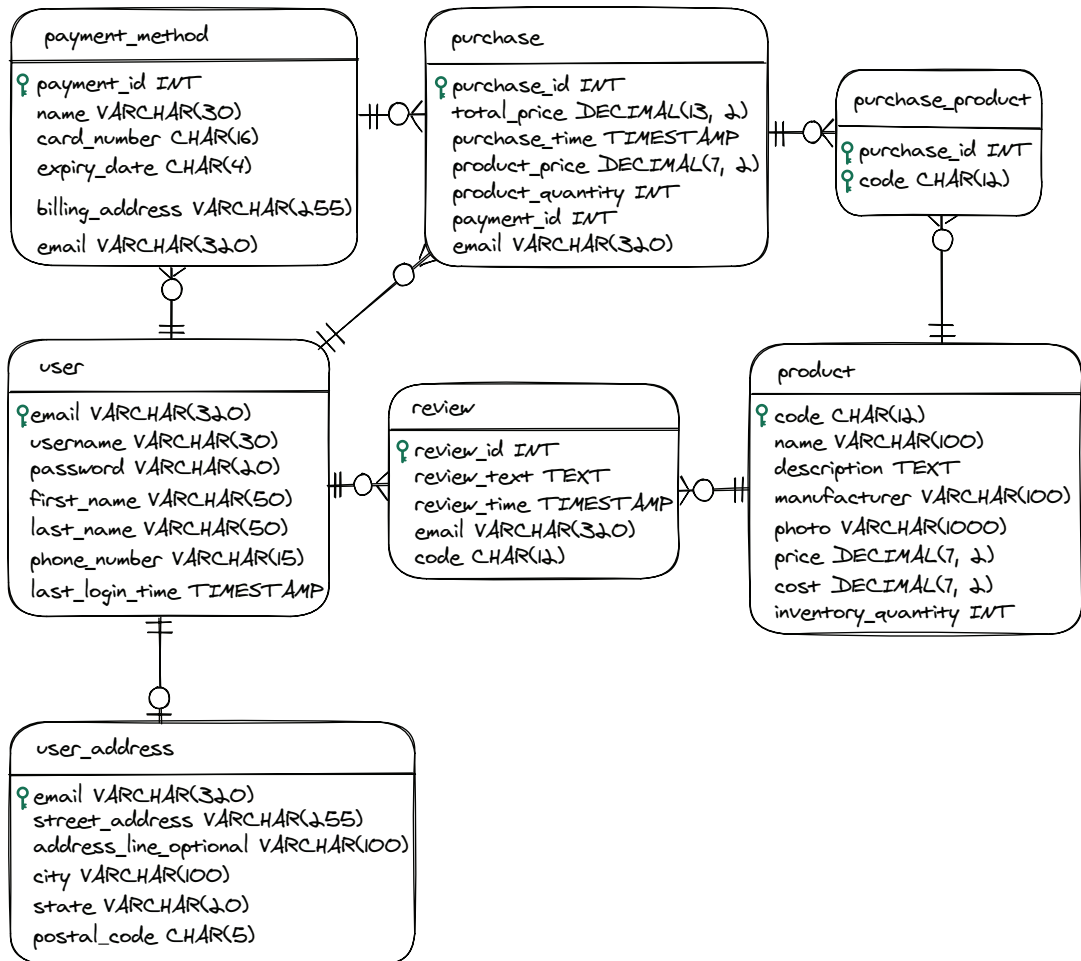 payment_method
payment_id INT
name VARCHAR(30)
card_number CHAR(16)
expiry_date CHAR(4)
billing_address VARCHAR(255)
email VARCHAR(320)
purchase
purchase_id INT
total_price DECIMAL(13, 2)
purchase_time TIMESTAMP
product_price DECIMAL(7, 2)
product_quantity INT
payment_id INT
email VARCHAR(320)
purchase_product
purchase_id INT
code CHAR(12)
user
email VARCHAR(320)
username VARCHAR(30)
password VARCHAR(20)
first_name VARCHAR(50)
last_name VARCHAR(50)
phone_number VARCHAR(15)
last_login_time TIMESTAMP
review
review_id INT
review_text TEXT
review_time TIMESTAMP
email VARCHAR(320)
code CHAR(12)
product
code CHAR(12)
name VARCHAR(100)
description TEXT
manufacturer VARCHAR(100)
photo VARCHAR(1000)
price DECIMAL(7, 2)
cost DECIMAL(7, 2)
inventory_quantity INT
user_address
email VARCHAR(320)
street_address VARCHAR(255)
address_line_optional VARCHAR(100)
city VARCHAR(100)
state VARCHAR(20)
postal_code CHAR(5)